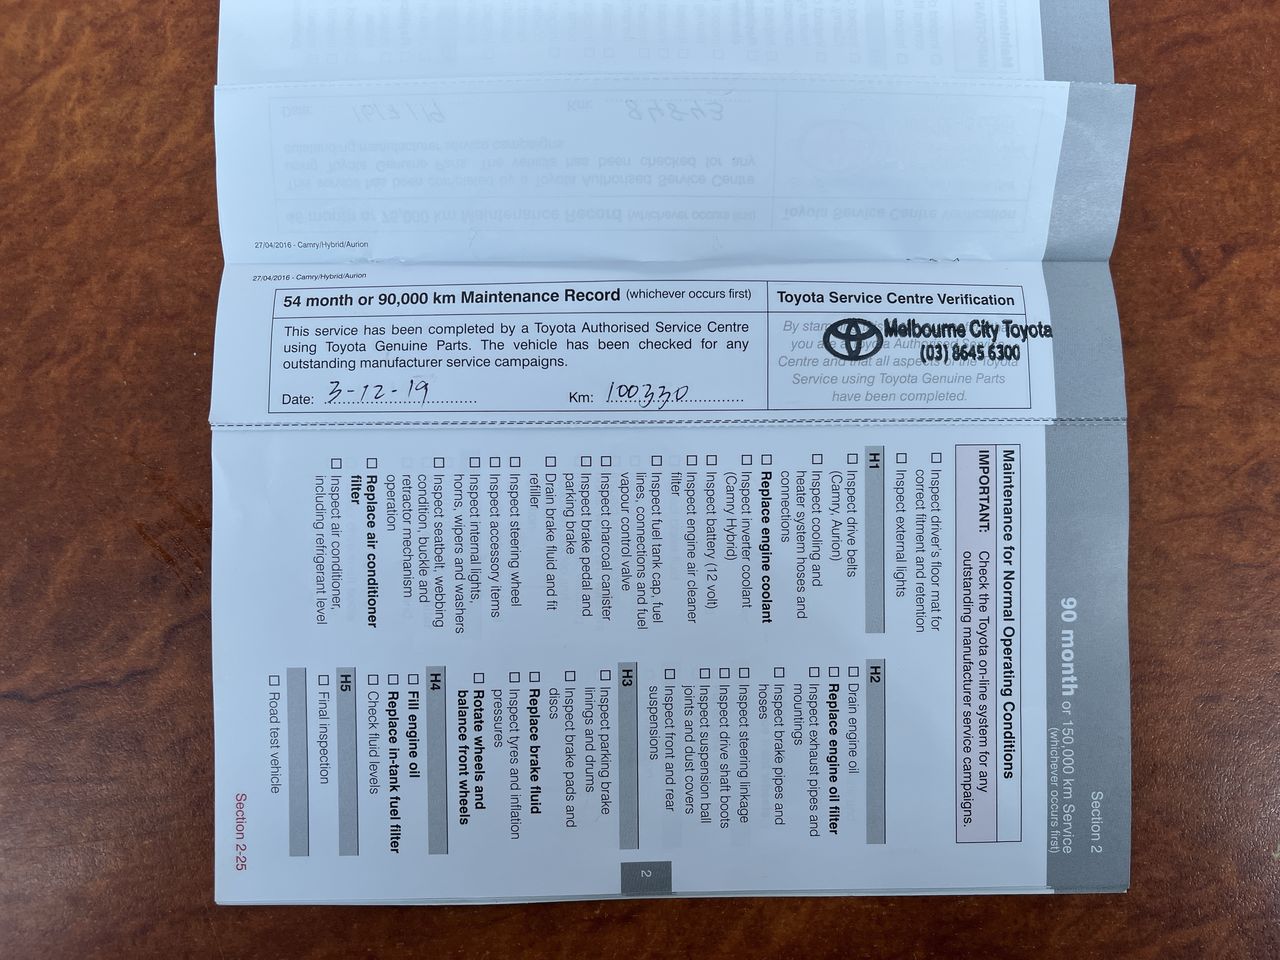 27/04/2016 - Camry/Hybrid/Aurion
27/04/2016 - Camry/Hybrid/Aurion
54 month or 90,000 km Maintenance Record (whichever occurs first)
This service has been completed by a Toyota Authorised Service Centre
using Toyota Genuine Parts. The vehicle has been checked for any
outstanding manufacturer service campaigns.
Date: 3-12-19
Km: 100330
Toyota Service Centre Verification
Melbourne City Toyota
(03) 8645 6300
Centre and that all aspects of the Toyota
Service using Toyota Genuine Parts
have been completed.
Section 2
90 month or 150,000 km Service
(whichever occurs first)
Maintenance for Normal Operating Conditions
IMPORTANT: Check the Toyota on-line system for any
outstanding manufacturer service campaigns.
Inspect driver's floor mat for
correct fitment and retention
Inspect external lights
H1
Inspect drive belts
(Camry, Aurion)
Inspect cooling and
heater system hoses and
connections
Replace engine coolant
Inspect inverter coolant
(Camry Hybrid)
Inspect battery (12 volt)
Inspect engine air cleaner
filter
Inspect fuel tank cap, fuel
lines, connections and fuel
vapour control valve
Inspect charcoal canister
Inspect brake pedal and
parking brake
Drain brake fluid and fit
refiller
Inspect steering wheel
Inspect accessory items
Inspect internal lights,
horns, wipers and washers
Inspect seatbelt, webbing
condition, buckle and
retractor mechanism
operation
Replace air conditioner
filter
Inspect air conditioner,
including refrigerant level
H2
Drain engine oil
Replace engine oil filter
Inspect exhaust pipes and
mountings
Inspect brake pipes and
hoses
Inspect steering linkage
Inspect drive shaft boots
Inspect suspension ball
joints and dust covers
Inspect front and rear
suspensions
H3
Inspect parking brake
linings and drums
Inspect brake pads and
discs
Replace brake fluid
Inspect tyres and inflation
pressures
Rotate wheels and
balance front wheels
H4
Fill engine oil
Replace in-tank fuel filter
Check fluid levels
H5
Final inspection
Road test vehicle
2
Section 2-25